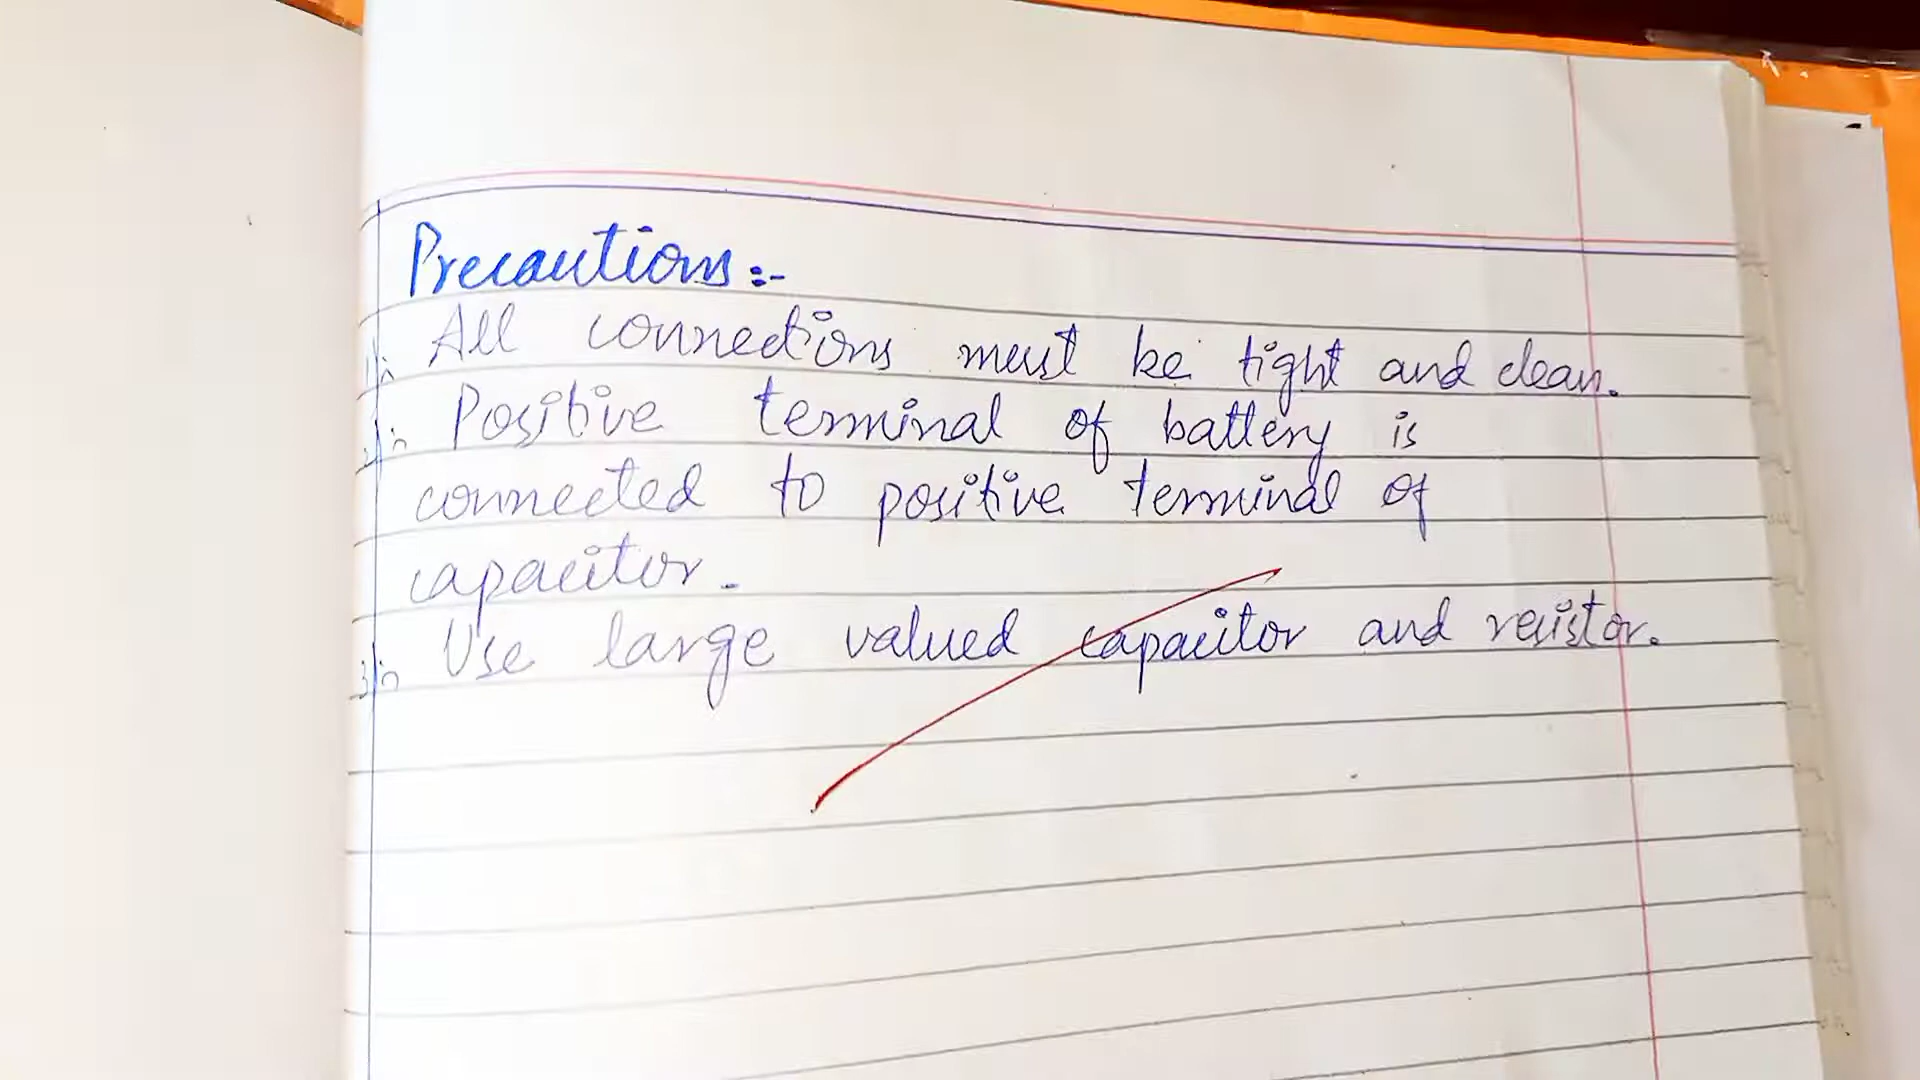 Precautions:-
1) All connections must be tight and clean.
2) Positive terminal of battery is
connected to positive terminal of
capacitor.
3) Use large valued capacitor and resistor.